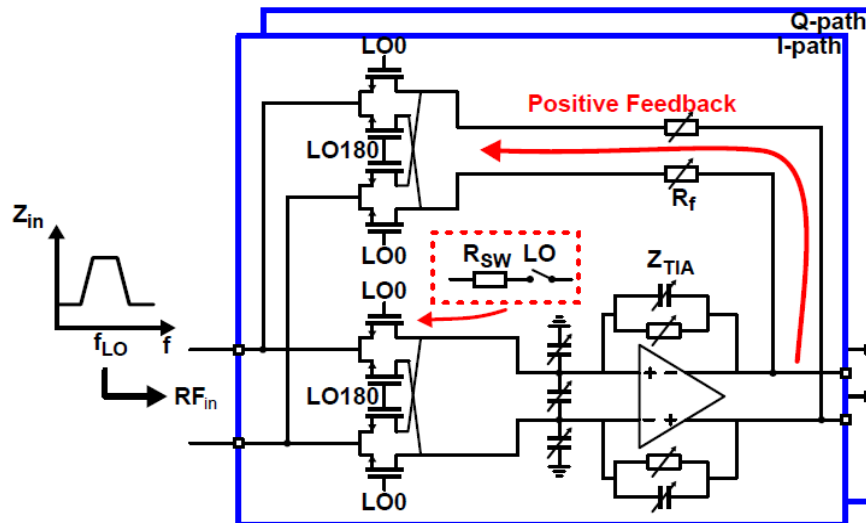 Q-path
I-path
LO0
Positive Feedback
LO180
Rf
LO0
Zin
RSW LO
ZTIA
LO0
fLO f
RFin
LO180
+ −
− +
LO0